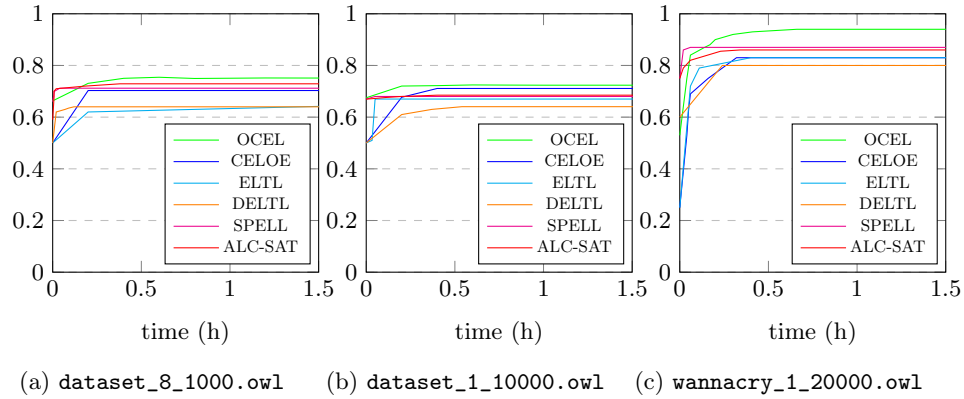 1
0.8
0.6
0.4
0.2
0
0 0.5 1 1.5
time (h)
OCEL
CELOE
ELTL
DELTL
SPELL
ALC-SAT
(a) dataset_8_1000.owl
1
0.8
0.6
0.4
0.2
0
0 0.5 1 1.5
time (h)
OCEL
CELOE
ELTL
DELTL
SPELL
ALC-SAT
(b) dataset_1_10000.owl
1
0.8
0.6
0.4
0.2
0
0 0.5 1 1.5
time (h)
OCEL
CELOE
ELTL
DELTL
SPELL
ALC-SAT
(c) wannacry_1_20000.owl